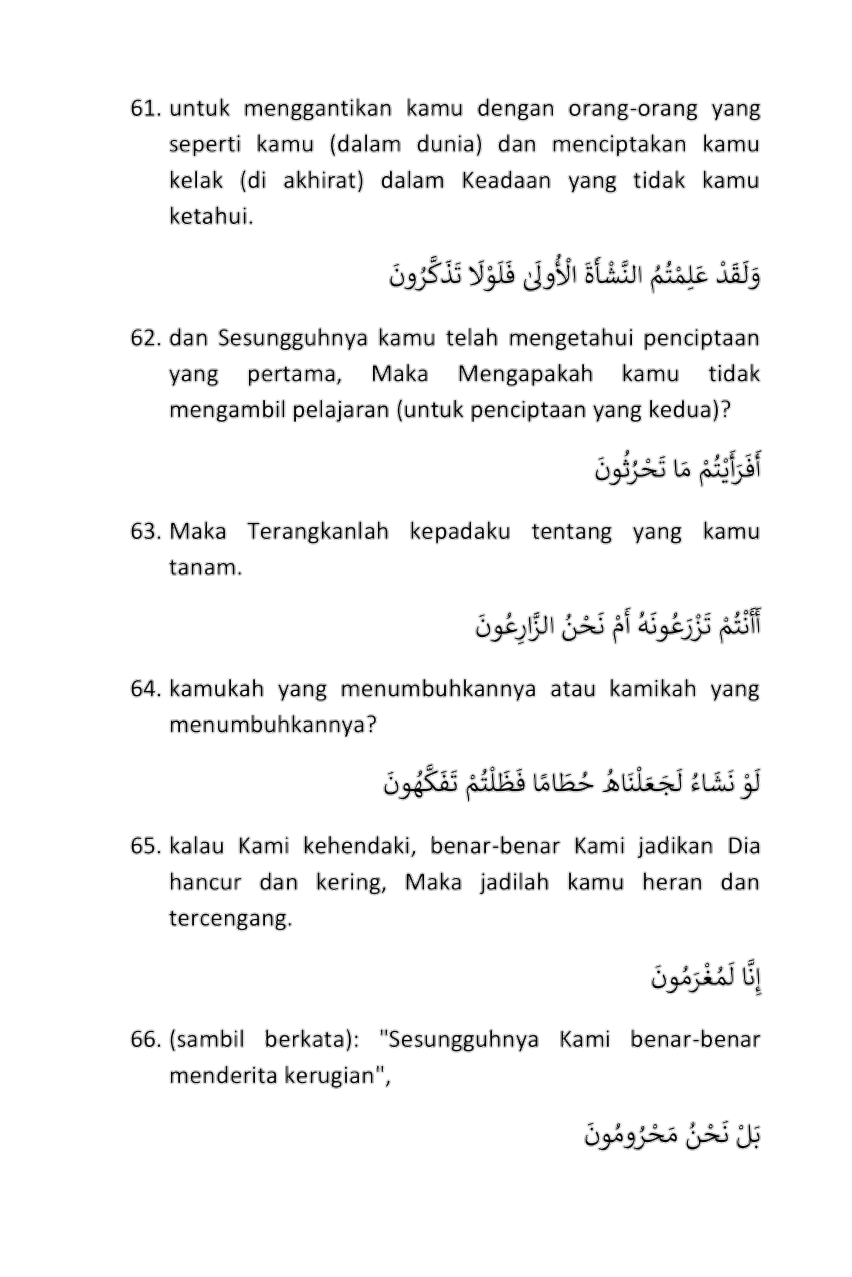 61. untuk menggantikan kamu dengan orang-orang yang
seperti kamu (dalam dunia) dan menciptakan kamu
kelak (di akhirat) dalam Keadaan yang tidak kamu
ketahui.
وَلَقَدْ عَلِمْتُمُ النَّشْأَةَ الْأُولَىٰ فَلَوْلَا تَذَكَّرُونَ
62. dan Sesungguhnya kamu telah mengetahui penciptaan
yang pertama, Maka Mengapakah kamu tidak
mengambil pelajaran (untuk penciptaan yang kedua)?
أَفَرَأَيْتُمْ مَا تَحْرُثُونَ
63. Maka Terangkanlah kepadaku tentang yang kamu
tanam.
أَأَنْتُمْ تَزْرَعُونَهُ أَمْ نَحْنُ الزَّارِعُونَ
64. kamukah yang menumbuhkannya atau kamikah yang
menumbuhkannya?
لَوْ نَشَاءُ لَجَعَلْنَاهُ حُطَامًا فَظَلْتُمْ تَفَكَّهُونَ
65. kalau Kami kehendaki, benar-benar Kami jadikan Dia
hancur dan kering, Maka jadilah kamu heran dan
tercengang.
إِنَّا لَمُغْرَمُونَ
66. (sambil berkata): "Sesungguhnya Kami benar-benar
menderita kerugian",
بَلْ نَحْنُ مَحْرُومُونَ